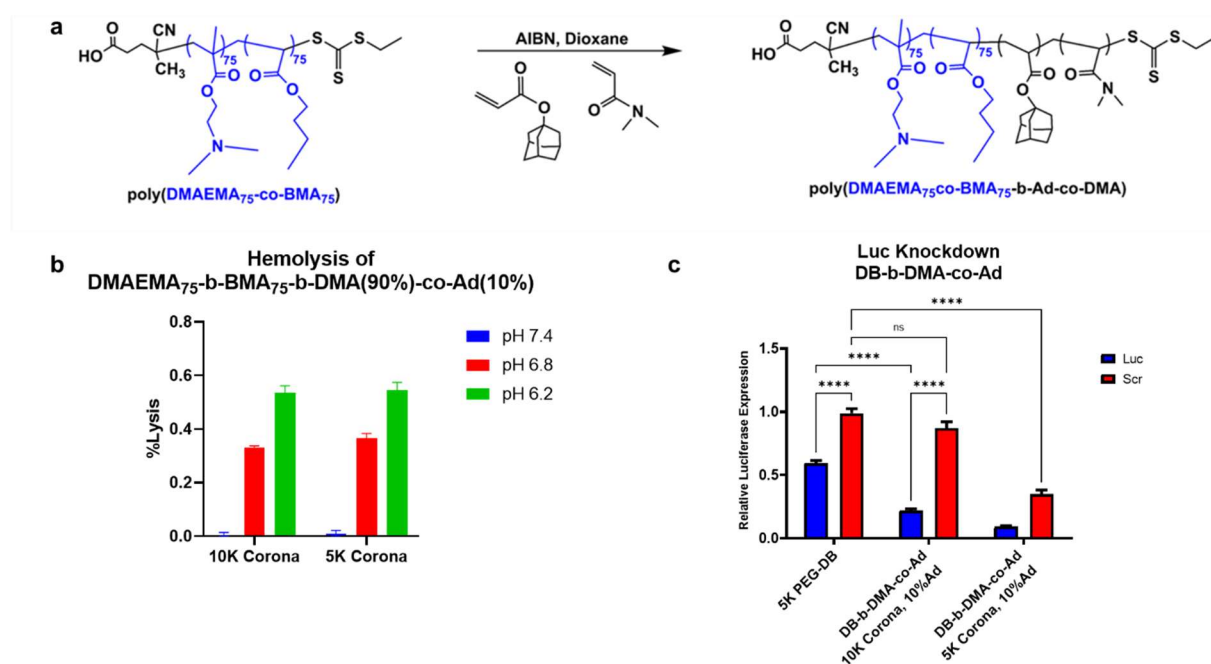 a
CN
HO
O
CH3
75
75
S
S
S
O
O
O
O
N
poly(DMAEMA75-co-BMA75)
AIBN, Dioxane
O
O
O
N
CN
HO
O
CH3
75
75
S
S
S
O
O
O
O
O
O
O
N
N
poly(DMAEMA75co-BMA75-b-Ad-co-DMA)
b
Hemolysis of
DMAEMA75-b-BMA75-b-DMA(90%)-co-Ad(10%)
%Lysis
0.8
0.6
0.4
0.2
0.0
10K Corona
5K Corona
pH 7.4
pH 6.8
pH 6.2
c
Luc Knockdown
DB-b-DMA-co-Ad
Relative Luciferase Expression
1.5
1.0
0.5
0.0
****
ns
****
****
****
Luc
Scr
5K PEG-DB
DB-b-DMA-co-Ad
10K Corona, 10%Ad
DB-b-DMA-co-Ad
5K Corona, 10%Ad